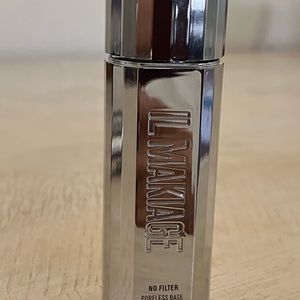 IL MAKIAGE
NO FILTER
PORELESS BASE